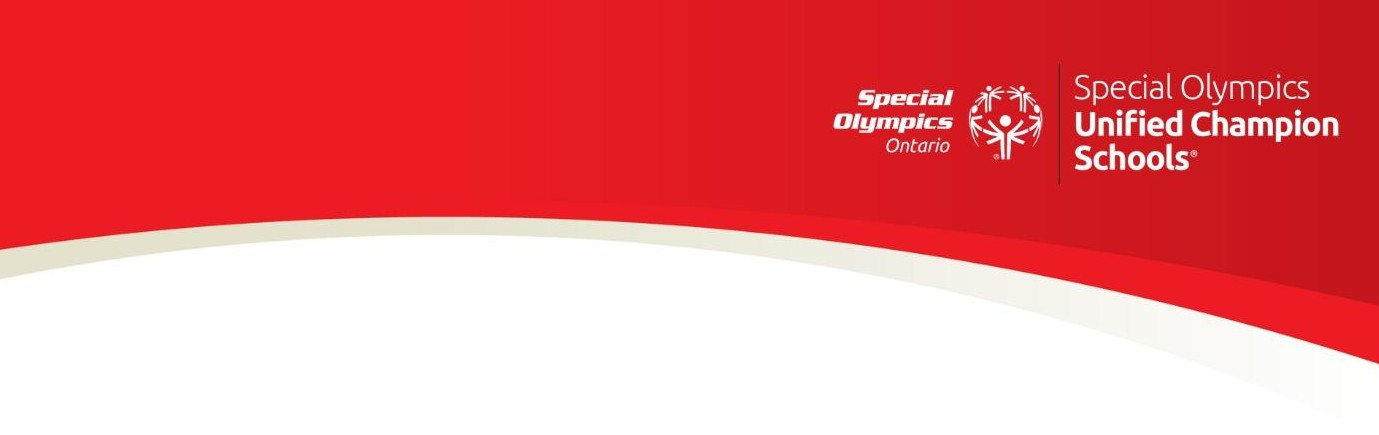 Special
Olympics
Ontario
®
Special Olympics
Unified Champion
Schools®